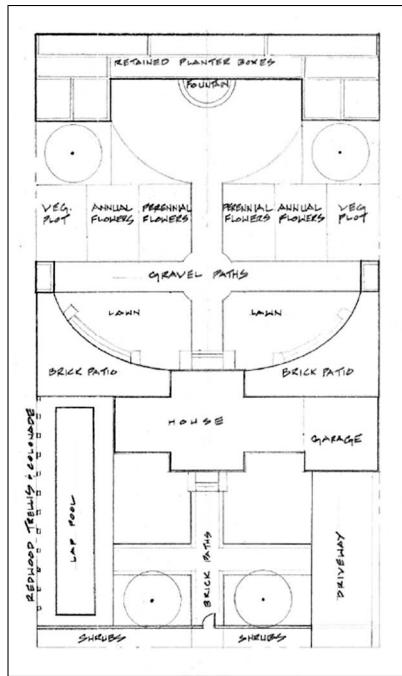 RETAINED PLANTER BOXES
FOUNTAIN
VEG. PLOT
ANNUAL FLOWERS
PERENNIAL FLOWERS
PERENNIAL FLOWERS
ANNUAL FLOWERS
VEG PLOT
GRAVEL PATHS
LAWN
LAWN
BRICK PATIO
BRICK PATIO
HOUSE
GARAGE
REDWOOD TRELLIS & COLONADE
LAP POOL
BRICK PATHS
DRIVEWAY
SHRUBS
SHRUBS